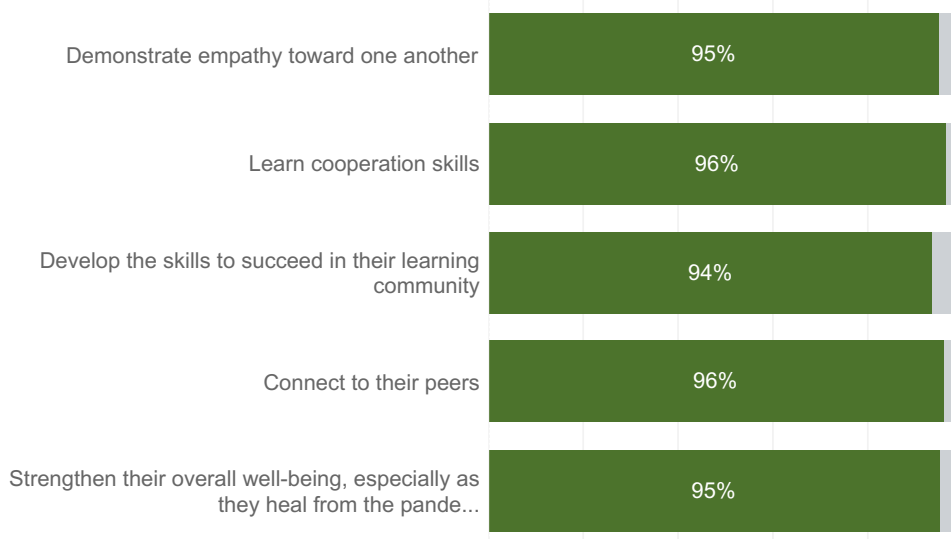 Demonstrate empathy toward one another
95%
Learn cooperation skills
96%
Develop the skills to succeed in their learning
community
94%
Connect to their peers
96%
Strengthen their overall well-being, especially as
they heal from the pande...
95%